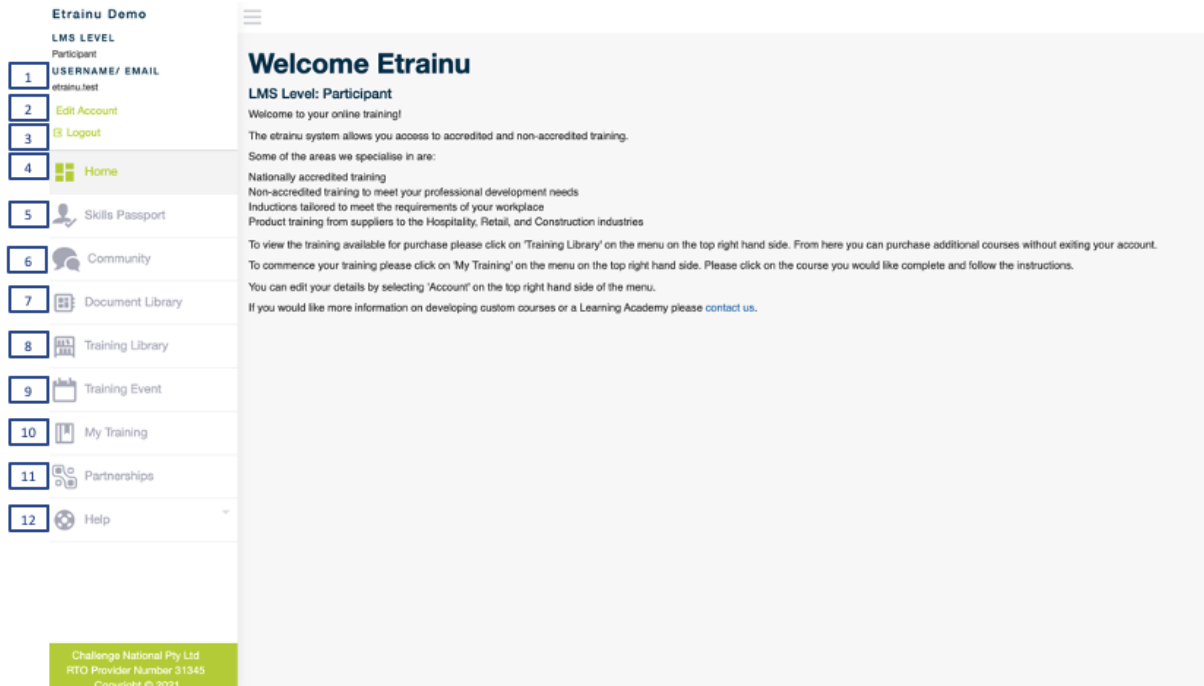 Etrainu Demo
LMS LEVEL
Participant
1
USERNAME/ EMAIL
etrainu.test
2
Edit Account
3
Logout
4
Home
5
Skills Passport
6
Community
7
Document Library
8
Training Library
9
Training Event
10
My Training
11
Partnerships
12
Help
Challenge National Pty Ltd
RTO Provider Number 31345
Copyright © 2021
Welcome Etrainu
LMS Level: Participant
Welcome to your online training!
The etrainu system allows you access to accredited and non-accredited training.
Some of the areas we specialise in are:
Nationally accredited training
Non-accredited training to meet your professional development needs
Inductions tailored to meet the requirements of your workplace
Product training from suppliers to the Hospitality, Retail, and Construction industries
To view the training available for purchase please click on 'Training Library' on the menu on the top right hand side. From here you can purchase additional courses without exiting your account.
To commence your training please click on 'My Training' on the menu on the top right hand side. Please click on the course you would like complete and follow the instructions.
You can edit your details by selecting 'Account' on the top right hand side of the menu.
If you would like more information on developing custom courses or a Learning Academy please contact us.